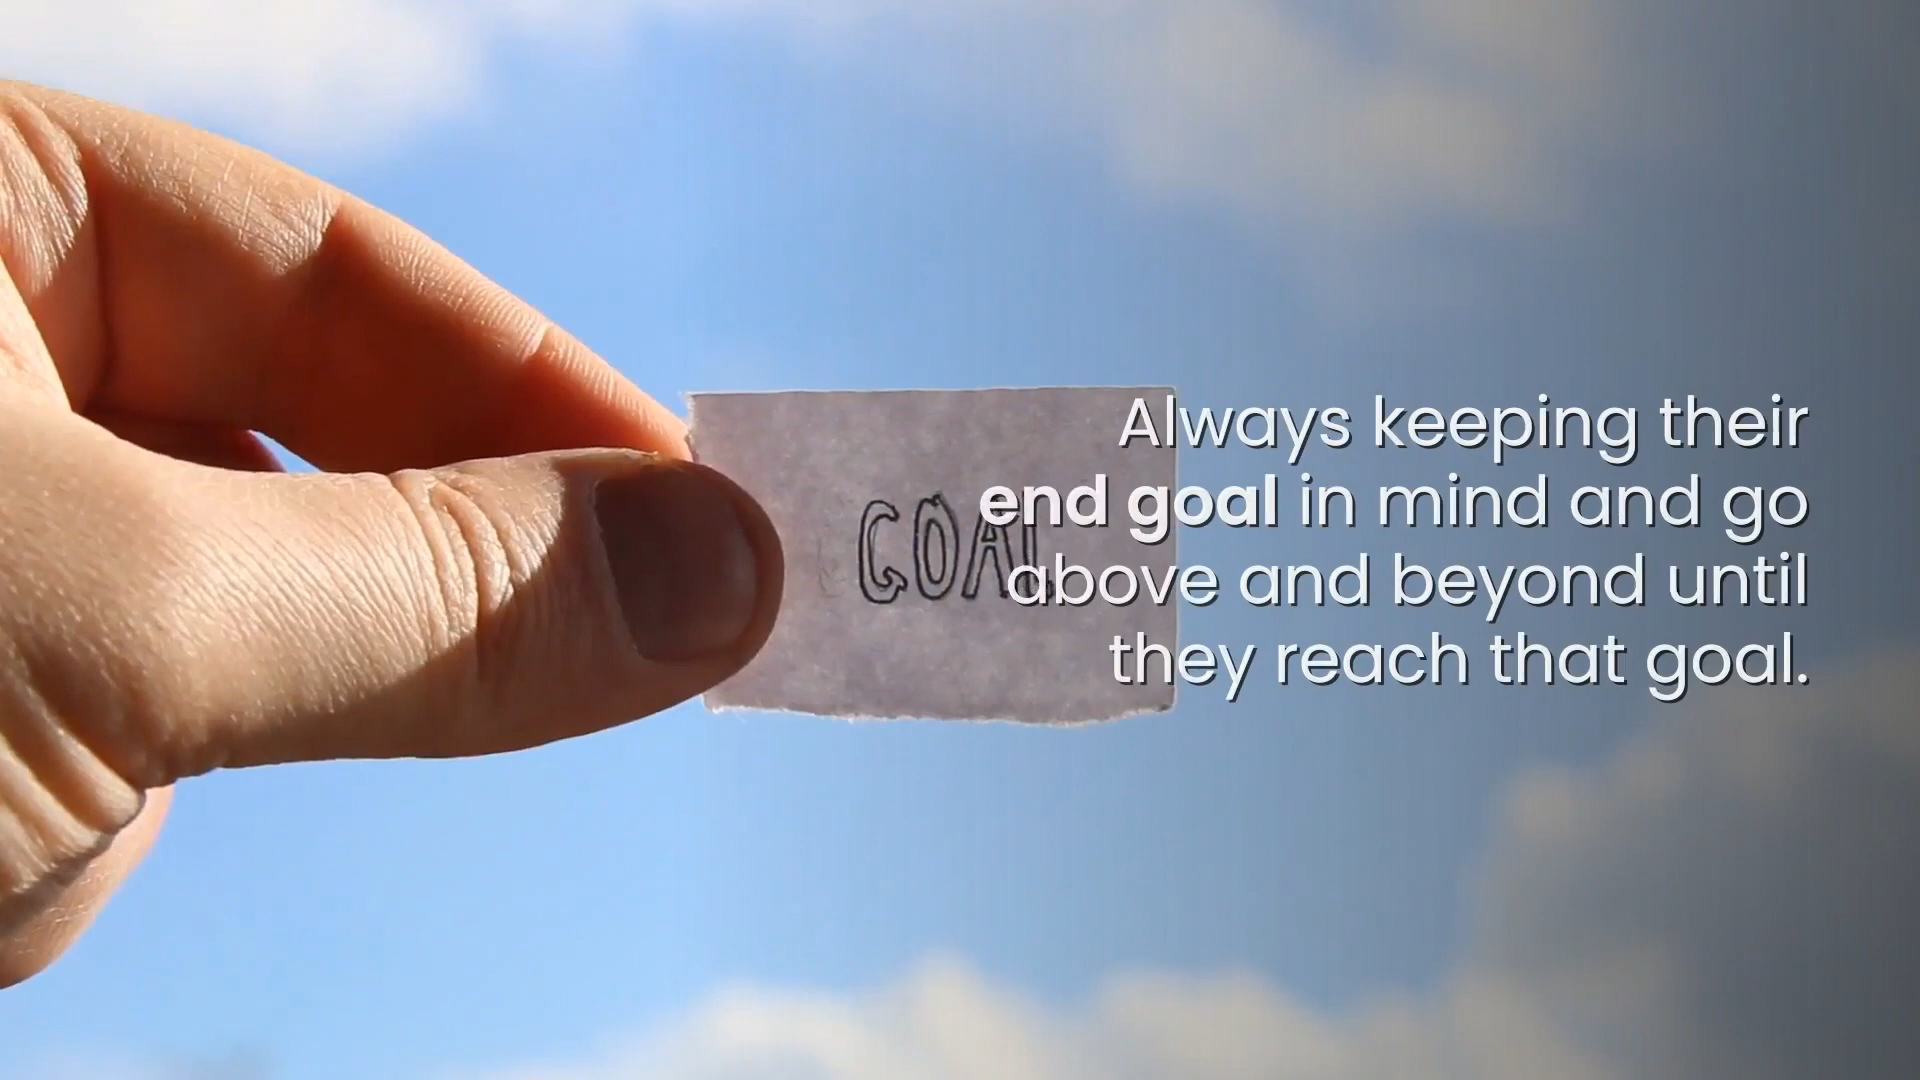 GOAL
Always keeping their
end goal in mind and go
above and beyond until
they reach that goal.